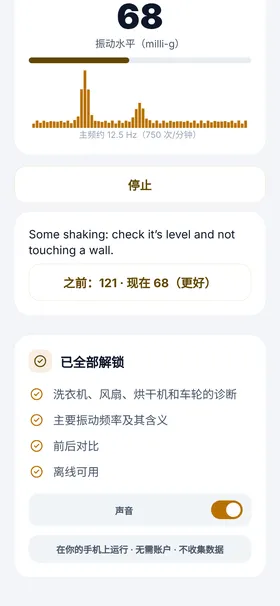 68
振动水平（milli-g）
主频约 12.5 Hz（750 次/分钟）
停止
Some shaking: check it's level and not
touching a wall.
之前：121 · 现在 68（更好）
已全部解锁
洗衣机、风扇、烘干机和车轮的诊断
主要振动频率及其含义
前后对比
离线可用
声音
在你的手机上运行 · 无需账户 · 不收集数据